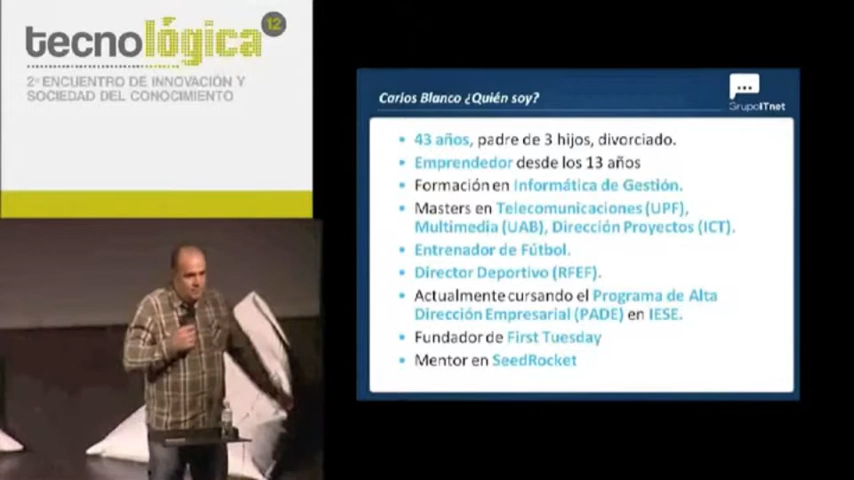 tecnológica 12
2º ENCUENTRO DE INNOVACIÓN Y
SOCIEDAD DEL CONOCIMIENTO
Carlos Blanco ¿Quién soy?
GrupoITnet
• 43 años, padre de 3 hijos, divorciado.
• Emprendedor desde los 13 años
• Formación en Informática de Gestión.
• Masters en Telecomunicaciones (UPF),
Multimedia (UAB), Dirección Proyectos (ICT).
• Entrenador de Fútbol.
• Director Deportivo (RFEF).
• Actualmente cursando el Programa de Alta
Dirección Empresarial (PADE) en IESE.
• Fundador de First Tuesday
• Mentor en SeedRocket